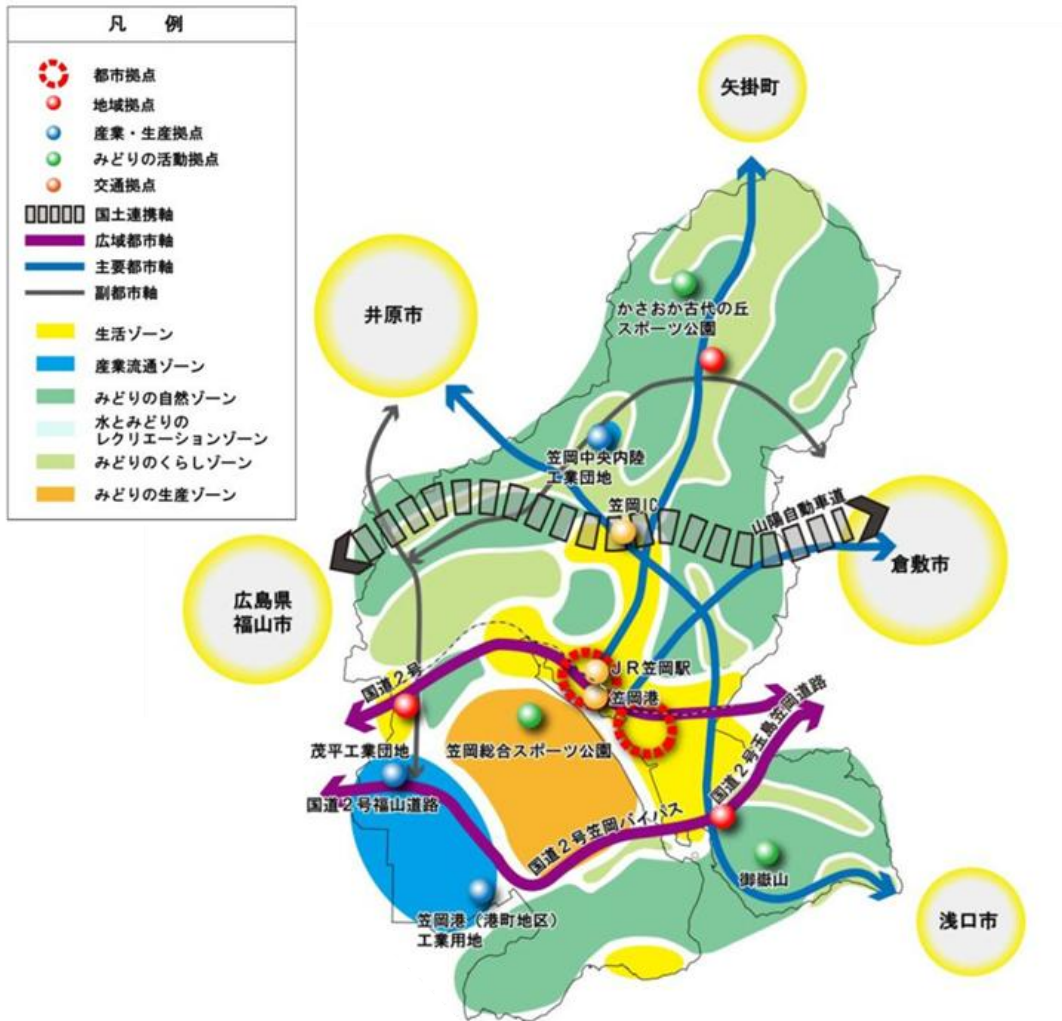 凡　例
都市拠点
地域拠点
産業・生産拠点
みどりの活動拠点
交通拠点
国土連携軸
広域都市軸
主要都市軸
副都市軸
生活ゾーン
産業流通ゾーン
みどりの自然ゾーン
水とみどりの
レクリエーションゾーン
みどりのくらしゾーン
みどりの生産ゾーン
矢掛町
井原市
かさおか古代の丘
スポーツ公園
笠岡中央内陸
工業団地
笠岡IC
山陽自動車道
倉敷市
広島県
福山市
JR笠岡駅
笠岡港
国道2号
茂平工業団地
笠岡総合スポーツ公園
国道2号玉島笠岡道路
国道2号福山道路
国道2号笠岡バイパス
御嶽山
笠岡港（港町地区）
工業用地
浅口市